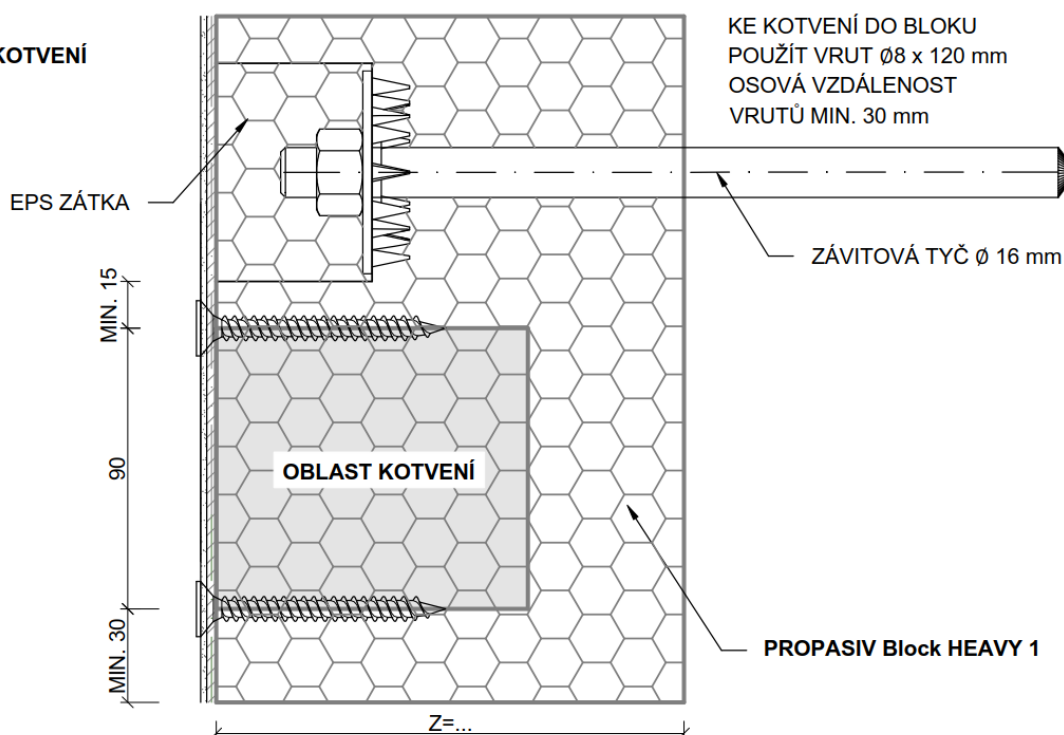 KOTVENÍ
KE KOTVENÍ DO BLOKU
POUŽÍT VRUT Ø8 x 120 mm
OSOVÁ VZDÁLENOST
VRUTŮ MIN. 30 mm
EPS ZÁTKA
ZÁVITOVÁ TYČ Ø 16 mm
MIN. 15
90
OBLAST KOTVENÍ
MIN. 30
PROPASIV Block HEAVY 1
Z=...